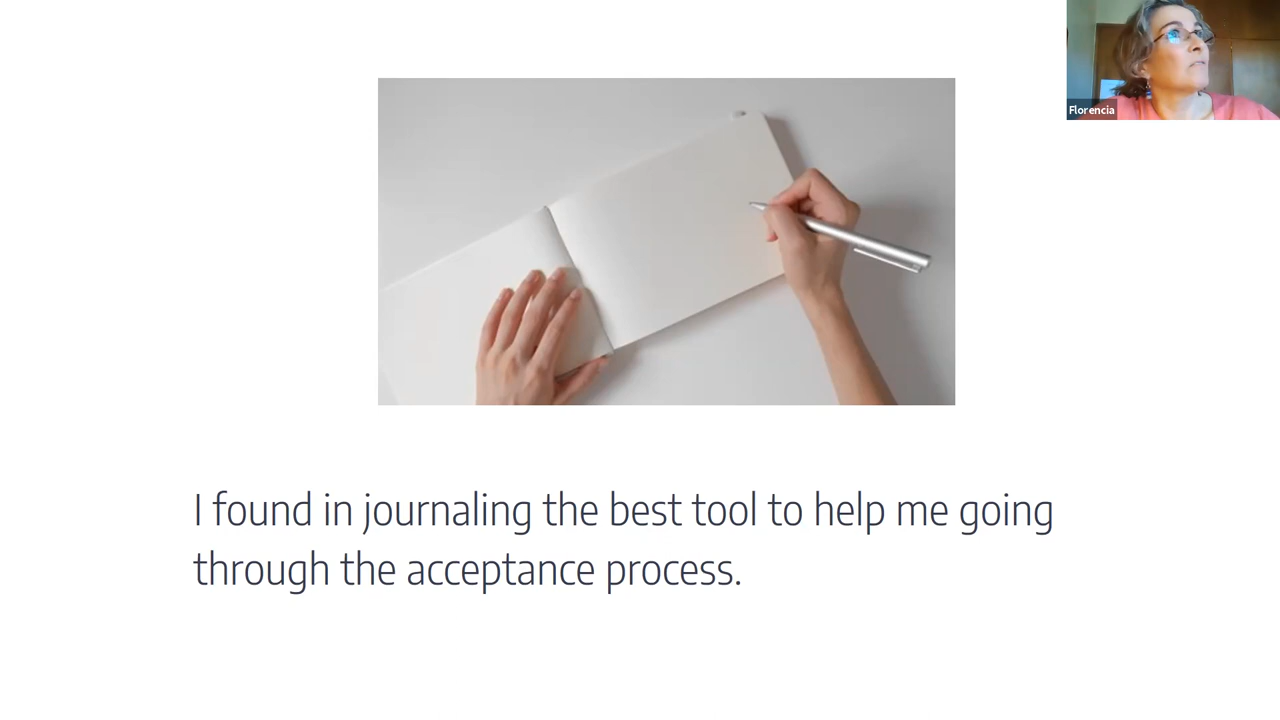 Florencia
I found in journaling the best tool to help me going
through the acceptance process.